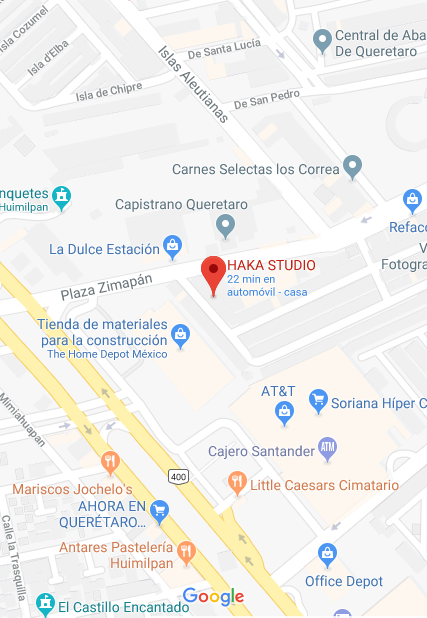 Isla Cozumel
Isla d'Elba
De Santa Lucía
Central de Aba
De Queretaro
Islas Aleutianas
Isla de Chipre
De San Pedro
Carnes Selectas los Correa
nquetes
Huimilpan
Capistrano Queretaro
Refacc
La Dulce Estación
V
Fotogra
HAKA STUDIO
22 min en
automóvil - casa
Plaza Zimapán
Tienda de materiales
para la construcción
The Home Depot México
AT&T
Soriana Híper C
Mimiahuapan
Cajero Santander
ATM
400
Mariscos Jochelo's
Little Caesars Cimatario
AHORA EN
QUERÉTARO...
Calle la Trasquilla
Antares Pastelería
Huimilpan
Office Depot
Google
El Castillo Encantado